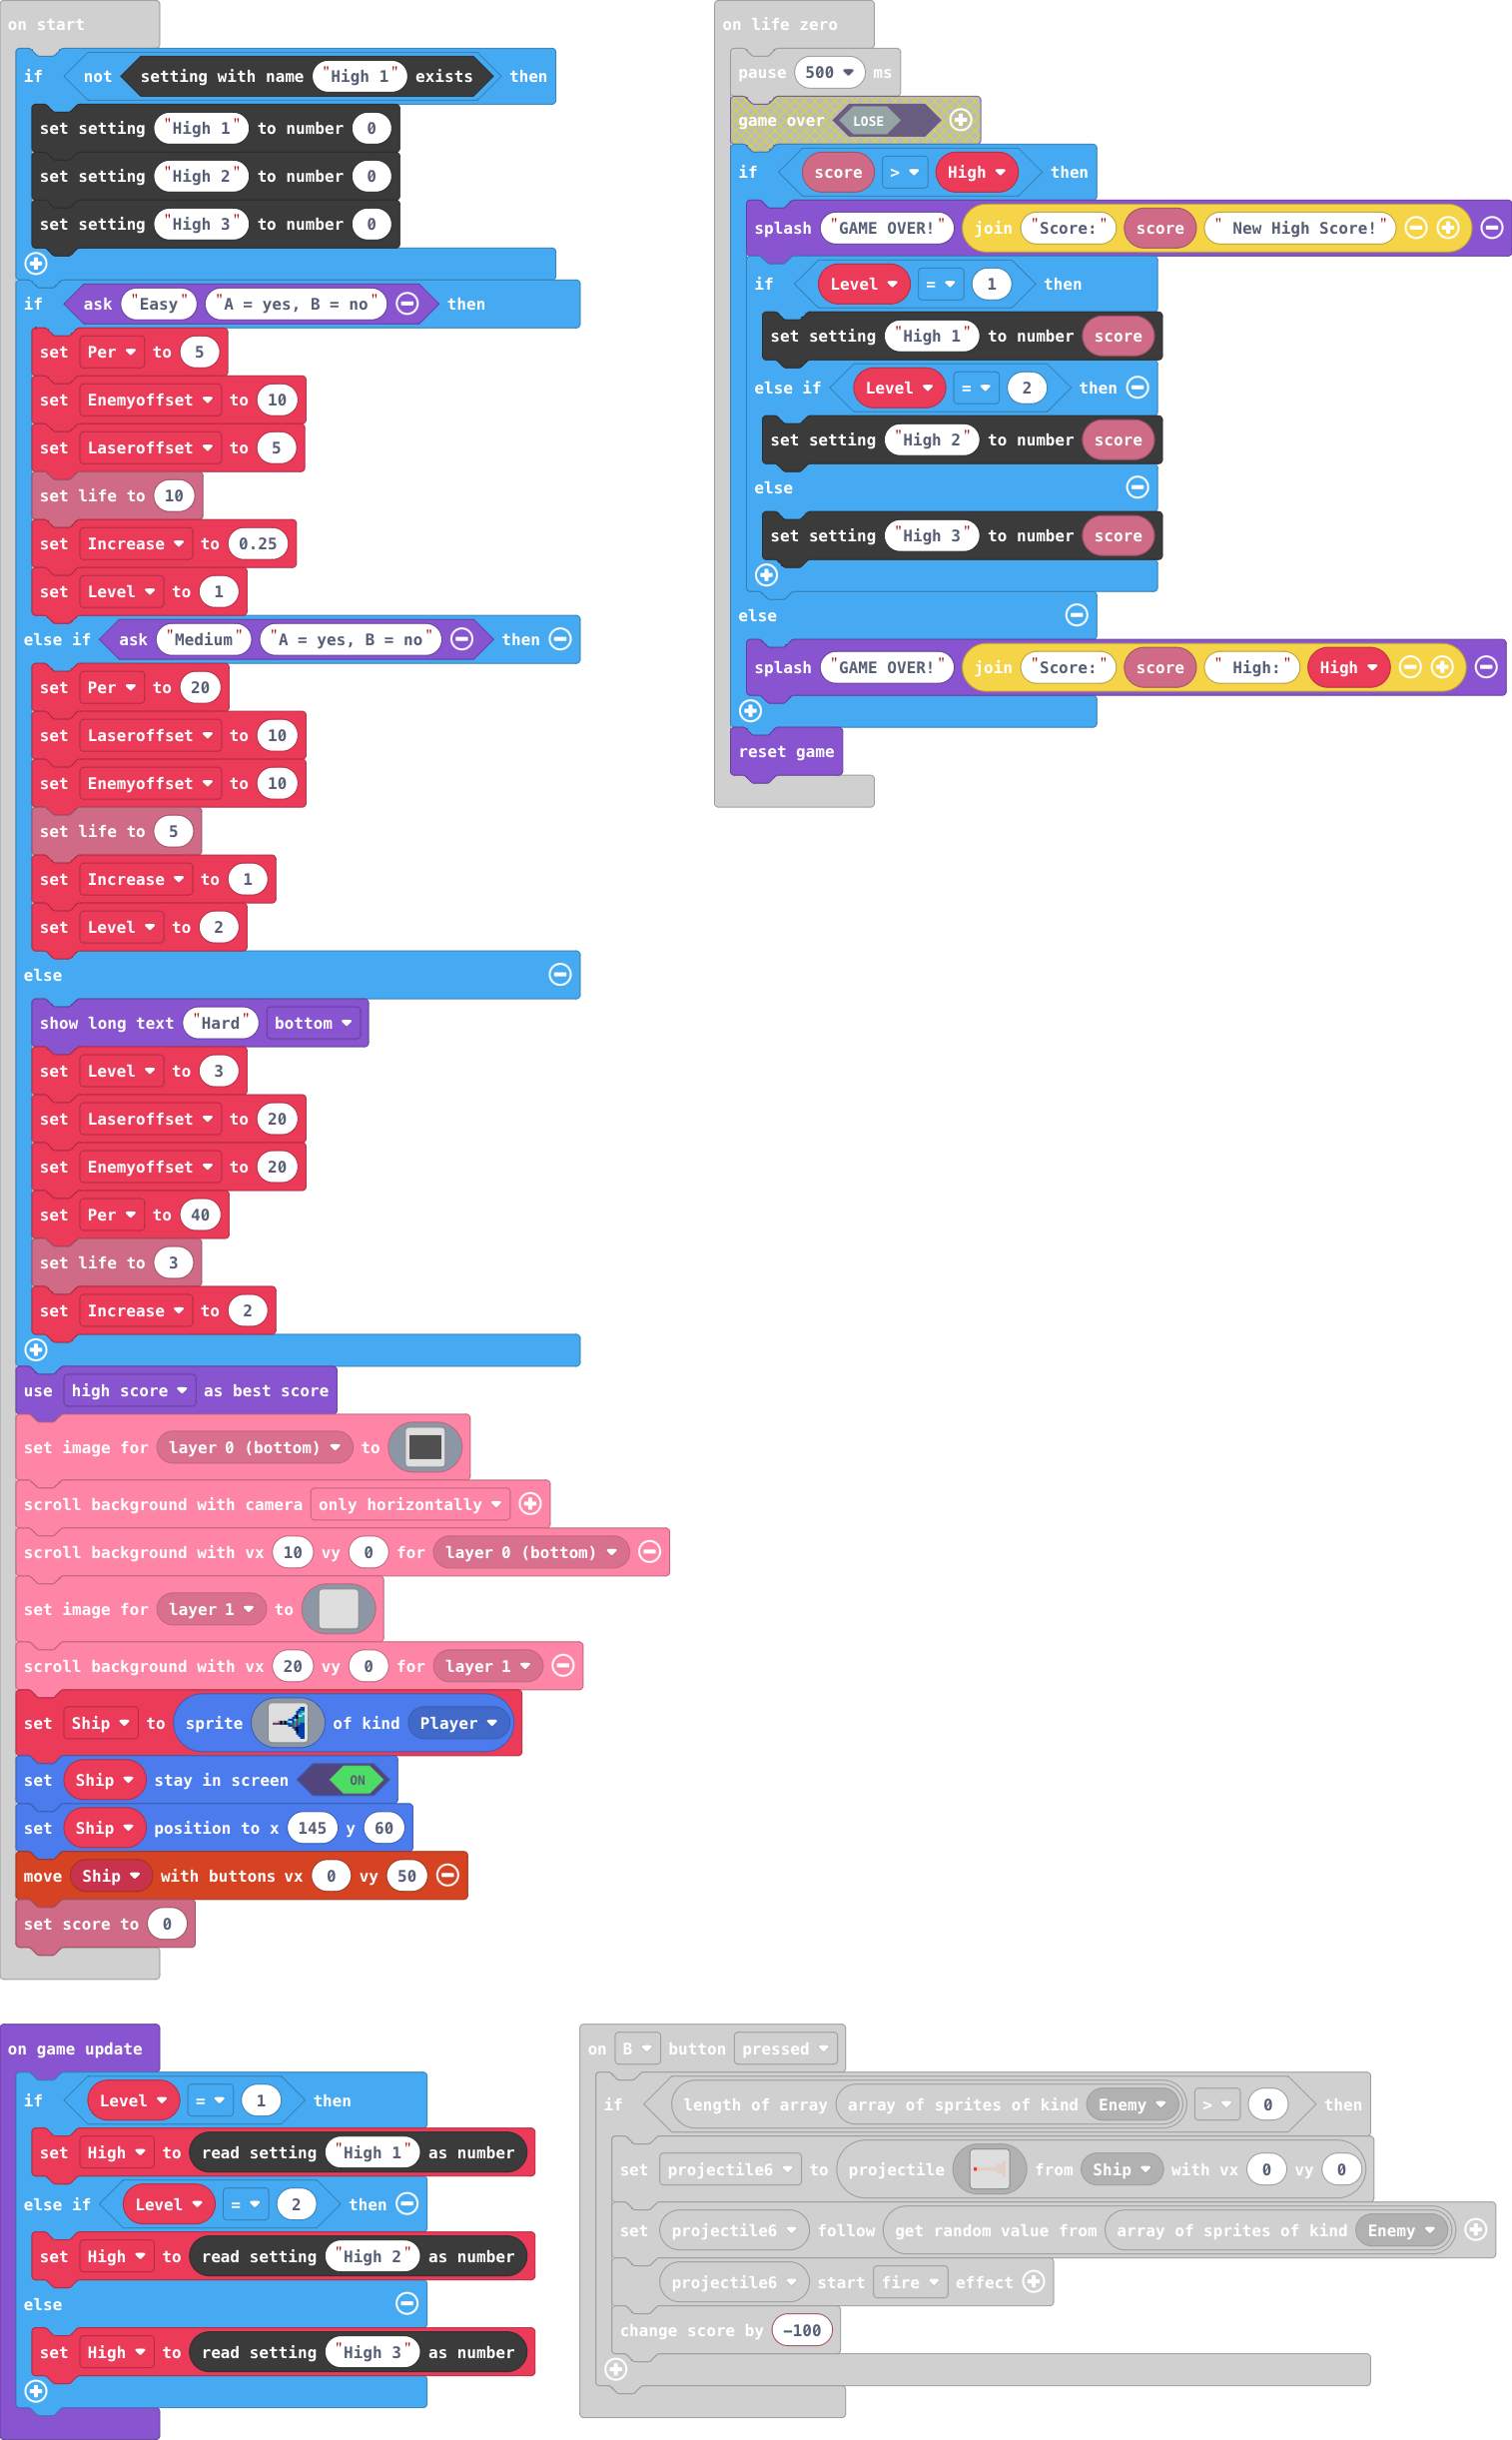 on start
if not setting with name "High 1" exists then
set setting "High 1" to number 0
set setting "High 2" to number 0
set setting "High 3" to number 0
if ask "Easy" "A = yes, B = no" then
set Per to 5
set Enemyoffset to 10
set Laseroffset to 5
set life to 10
set Increase to 0.25
set Level to 1
else if ask "Medium" "A = yes, B = no" then
set Per to 20
set Laseroffset to 10
set Enemyoffset to 10
set life to 5
set Increase to 1
set Level to 2
else
show long text "Hard" bottom
set Level to 3
set Laseroffset to 20
set Enemyoffset to 20
set Per to 40
set life to 3
set Increase to 2
use high score as best score
set image for layer 0 (bottom) to
scroll background with camera only horizontally
scroll background with vx 10 vy 0 for layer 0 (bottom)
set image for layer 1 to
scroll background with vx 20 vy 0 for layer 1
set Ship to sprite of kind Player
set Ship stay in screen ON
set Ship position to x 145 y 60
move Ship with buttons vx 0 vy 50
set score to 0
on life zero
pause 500 ms
game over LOSE
if score > High then
splash "GAME OVER!" join "Score:" score " New High Score!"
if Level = 1 then
set setting "High 1" to number score
else if Level = 2 then
set setting "High 2" to number score
else
set setting "High 3" to number score
else
splash "GAME OVER!" join "Score:" score " High:" High
reset game
on game update
if Level = 1 then
set High to read setting "High 1" as number
else if Level = 2 then
set High to read setting "High 2" as number
else
set High to read setting "High 3" as number
on B button pressed
if length of array array of sprites of kind Enemy > 0 then
set projectile6 to projectile from Ship with vx 0 vy 0
set projectile6 follow get random value from array of sprites of kind Enemy
projectile6 start fire effect
change score by -100